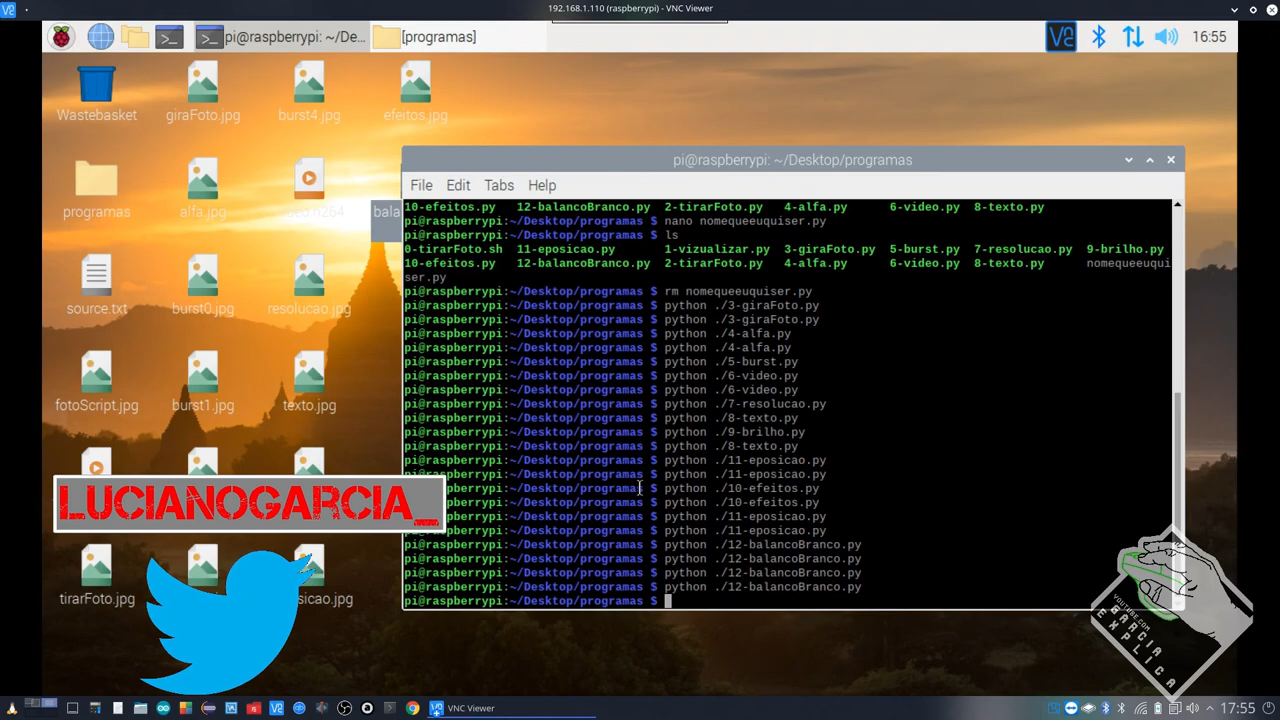 192.168.1.110 (raspberrypi) - VNC Viewer
pi@raspberrypi: ~/De...
[programas]
16:55
Wastebasket
giraFoto.jpg
burst4.jpg
efeitos.jpg
programas
alfa.jpg
source.txt
burst0.jpg
resolucao.jpg
fotoScript.jpg
burst1.jpg
texto.jpg
tirarFoto.jpg
pi@raspberrypi: ~/Desktop/programas
File Edit Tabs Help
10-efeitos.py 12-balancoBranco.py 2-tirarFoto.py 4-alfa.py 6-video.py 8-texto.py
pi@raspberrypi:~/Desktop/programas $ nano nomequeeuquiser.py
pi@raspberrypi:~/Desktop/programas $ ls
0-tirarFoto.sh 11-eposicao.py 1-vizualizar.py 3-giraFoto.py 5-burst.py 7-resolucao.py 9-brilho.py
10-efeitos.py 12-balancoBranco.py 2-tirarFoto.py 4-alfa.py 6-video.py 8-texto.py nomequeeuqui
ser.py
pi@raspberrypi:~/Desktop/programas $ rm nomequeeuquiser.py
pi@raspberrypi:~/Desktop/programas $ python ./3-giraFoto.py
pi@raspberrypi:~/Desktop/programas $ python ./3-giraFoto.py
pi@raspberrypi:~/Desktop/programas $ python ./4-alfa.py
pi@raspberrypi:~/Desktop/programas $ python ./4-alfa.py
pi@raspberrypi:~/Desktop/programas $ python ./5-burst.py
pi@raspberrypi:~/Desktop/programas $ python ./6-video.py
pi@raspberrypi:~/Desktop/programas $ python ./6-video.py
pi@raspberrypi:~/Desktop/programas $ python ./7-resolucao.py
pi@raspberrypi:~/Desktop/programas $ python ./8-texto.py
pi@raspberrypi:~/Desktop/programas $ python ./9-brilho.py
pi@raspberrypi:~/Desktop/programas $ python ./8-texto.py
pi@raspberrypi:~/Desktop/programas $ python ./11-eposicao.py
spberrypi:~/Desktop/programas $ python ./11-eposicao.py
spberrypi:~/Desktop/programas $ python ./10-efeitos.py
spberrypi:~/Desktop/programas $ python ./10-efeitos.py
spberrypi:~/Desktop/programas $ python ./11-eposicao.py
spberrypi:~/Desktop/programas $ python ./11-eposicao.py
pi@raspberrypi:~/Desktop/programas $ python ./12-balancoBranco.py
pi@raspberrypi:~/Desktop/programas $ python ./12-balancoBranco.py
pi@raspberrypi:~/Desktop/programas $ python ./12-balancoBranco.py
pi@raspberrypi:~/Desktop/programas $ python ./12-balancoBranco.py
pi@raspberrypi:~/Desktop/programas $
LUCIANOGARCIA_
YOUTUBE.COM
GARCIA
EXPLICA
VNC Viewer
17:55